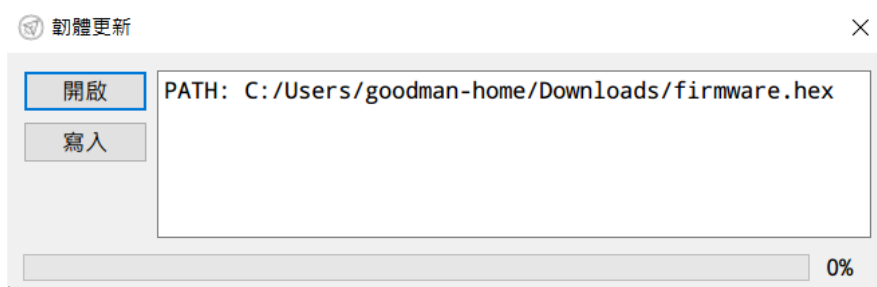 韌體更新
開啟
PATH: C:/Users/goodman-home/Downloads/firmware.hex
寫入
0%